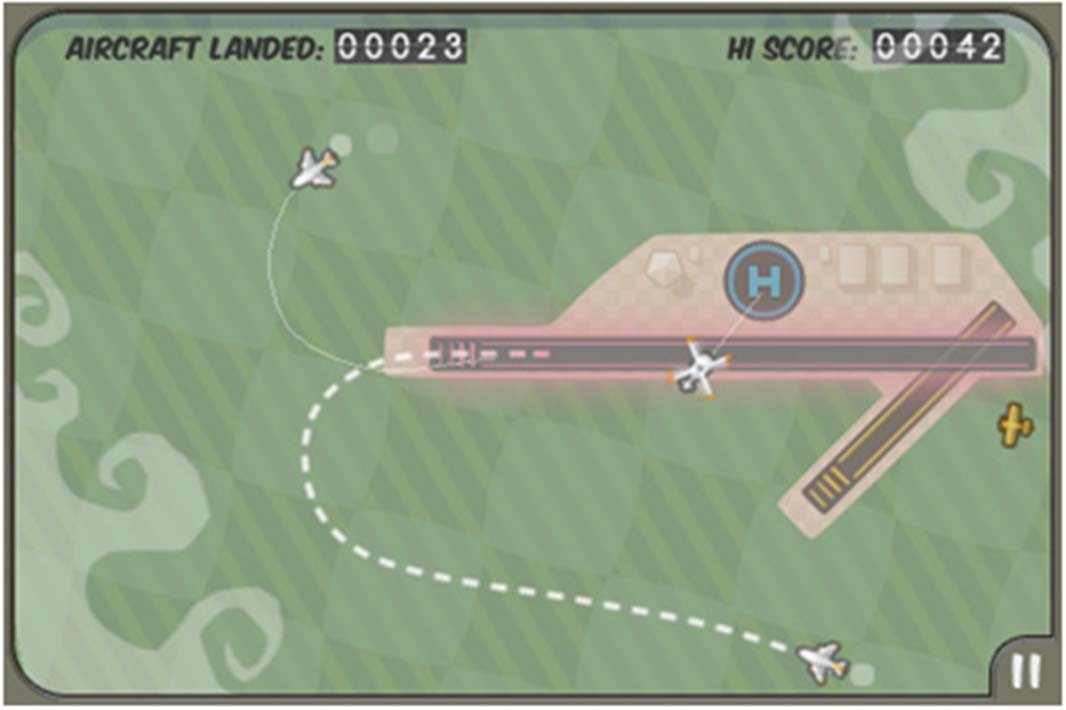 AIRCRAFT LANDED: 00023
HI SCORE: 00042
H